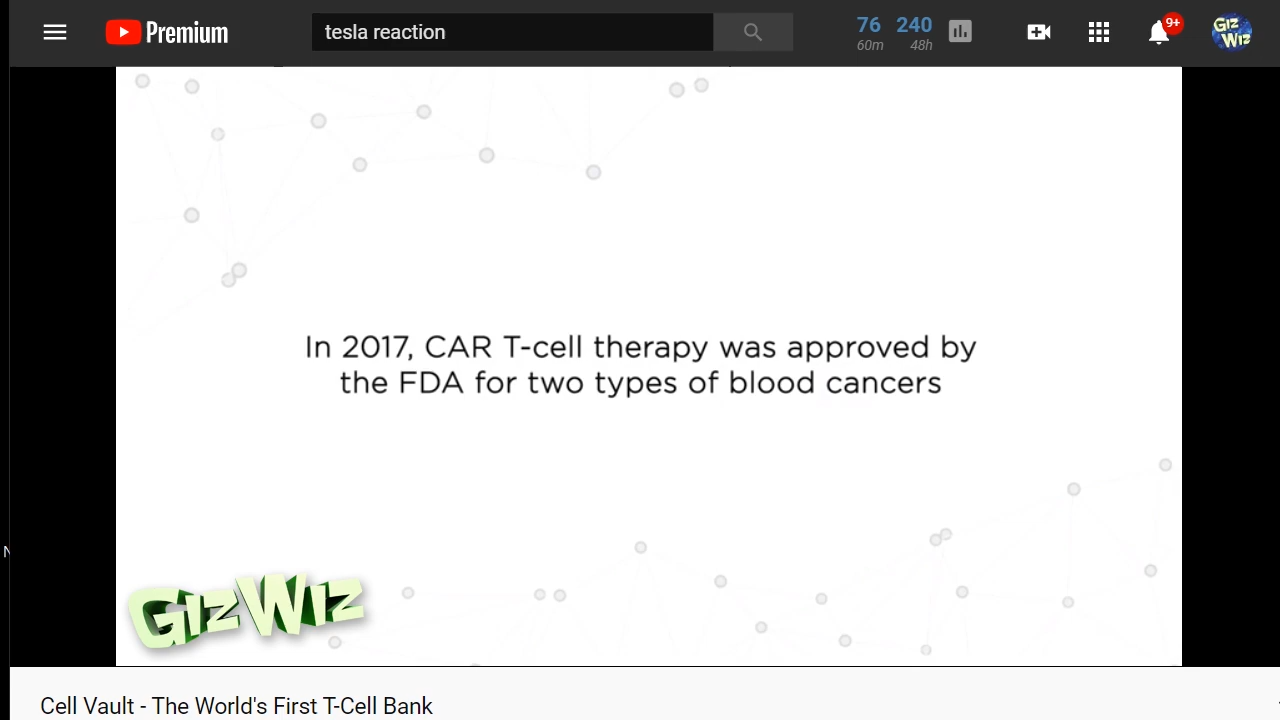 Premium
tesla reaction
76 240
60m 48h
9+
GIZ
WIZ
In 2017, CAR T-cell therapy was approved by
the FDA for two types of blood cancers
GIZWIZ
N
Cell Vault - The World's First T-Cell Bank